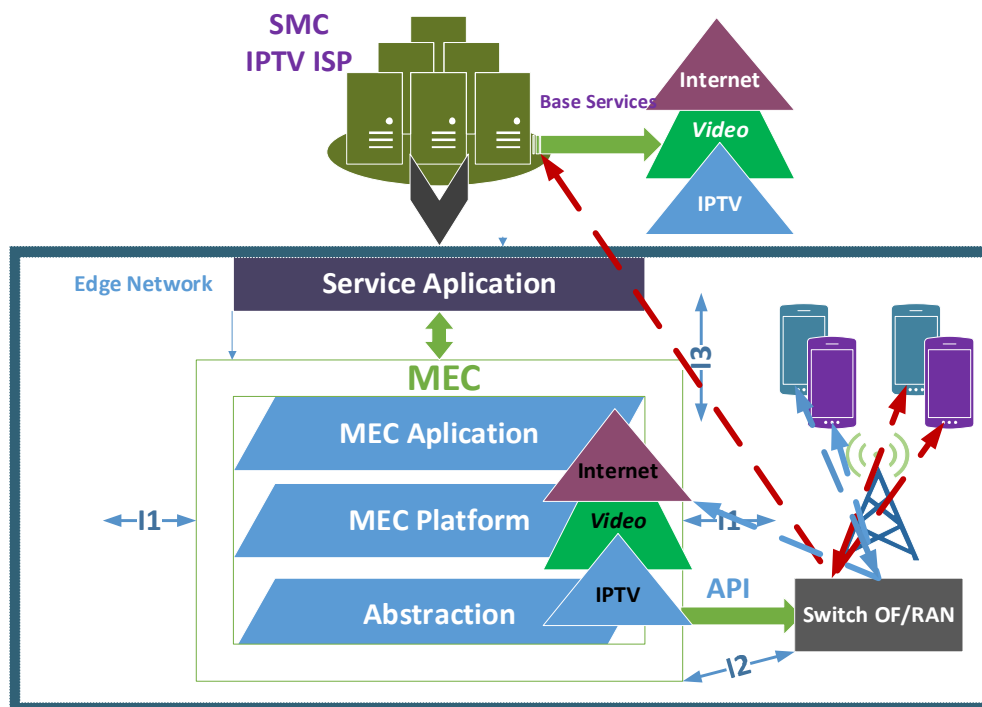 SMC
IPTV ISP
Base Services
Internet
Video
IPTV
Edge Network
Service Aplication
MEC
I3
MEC Aplication
Internet
I1
MEC Platform
Video
I1
Abstraction
IPTV
API
Switch OF/RAN
I2